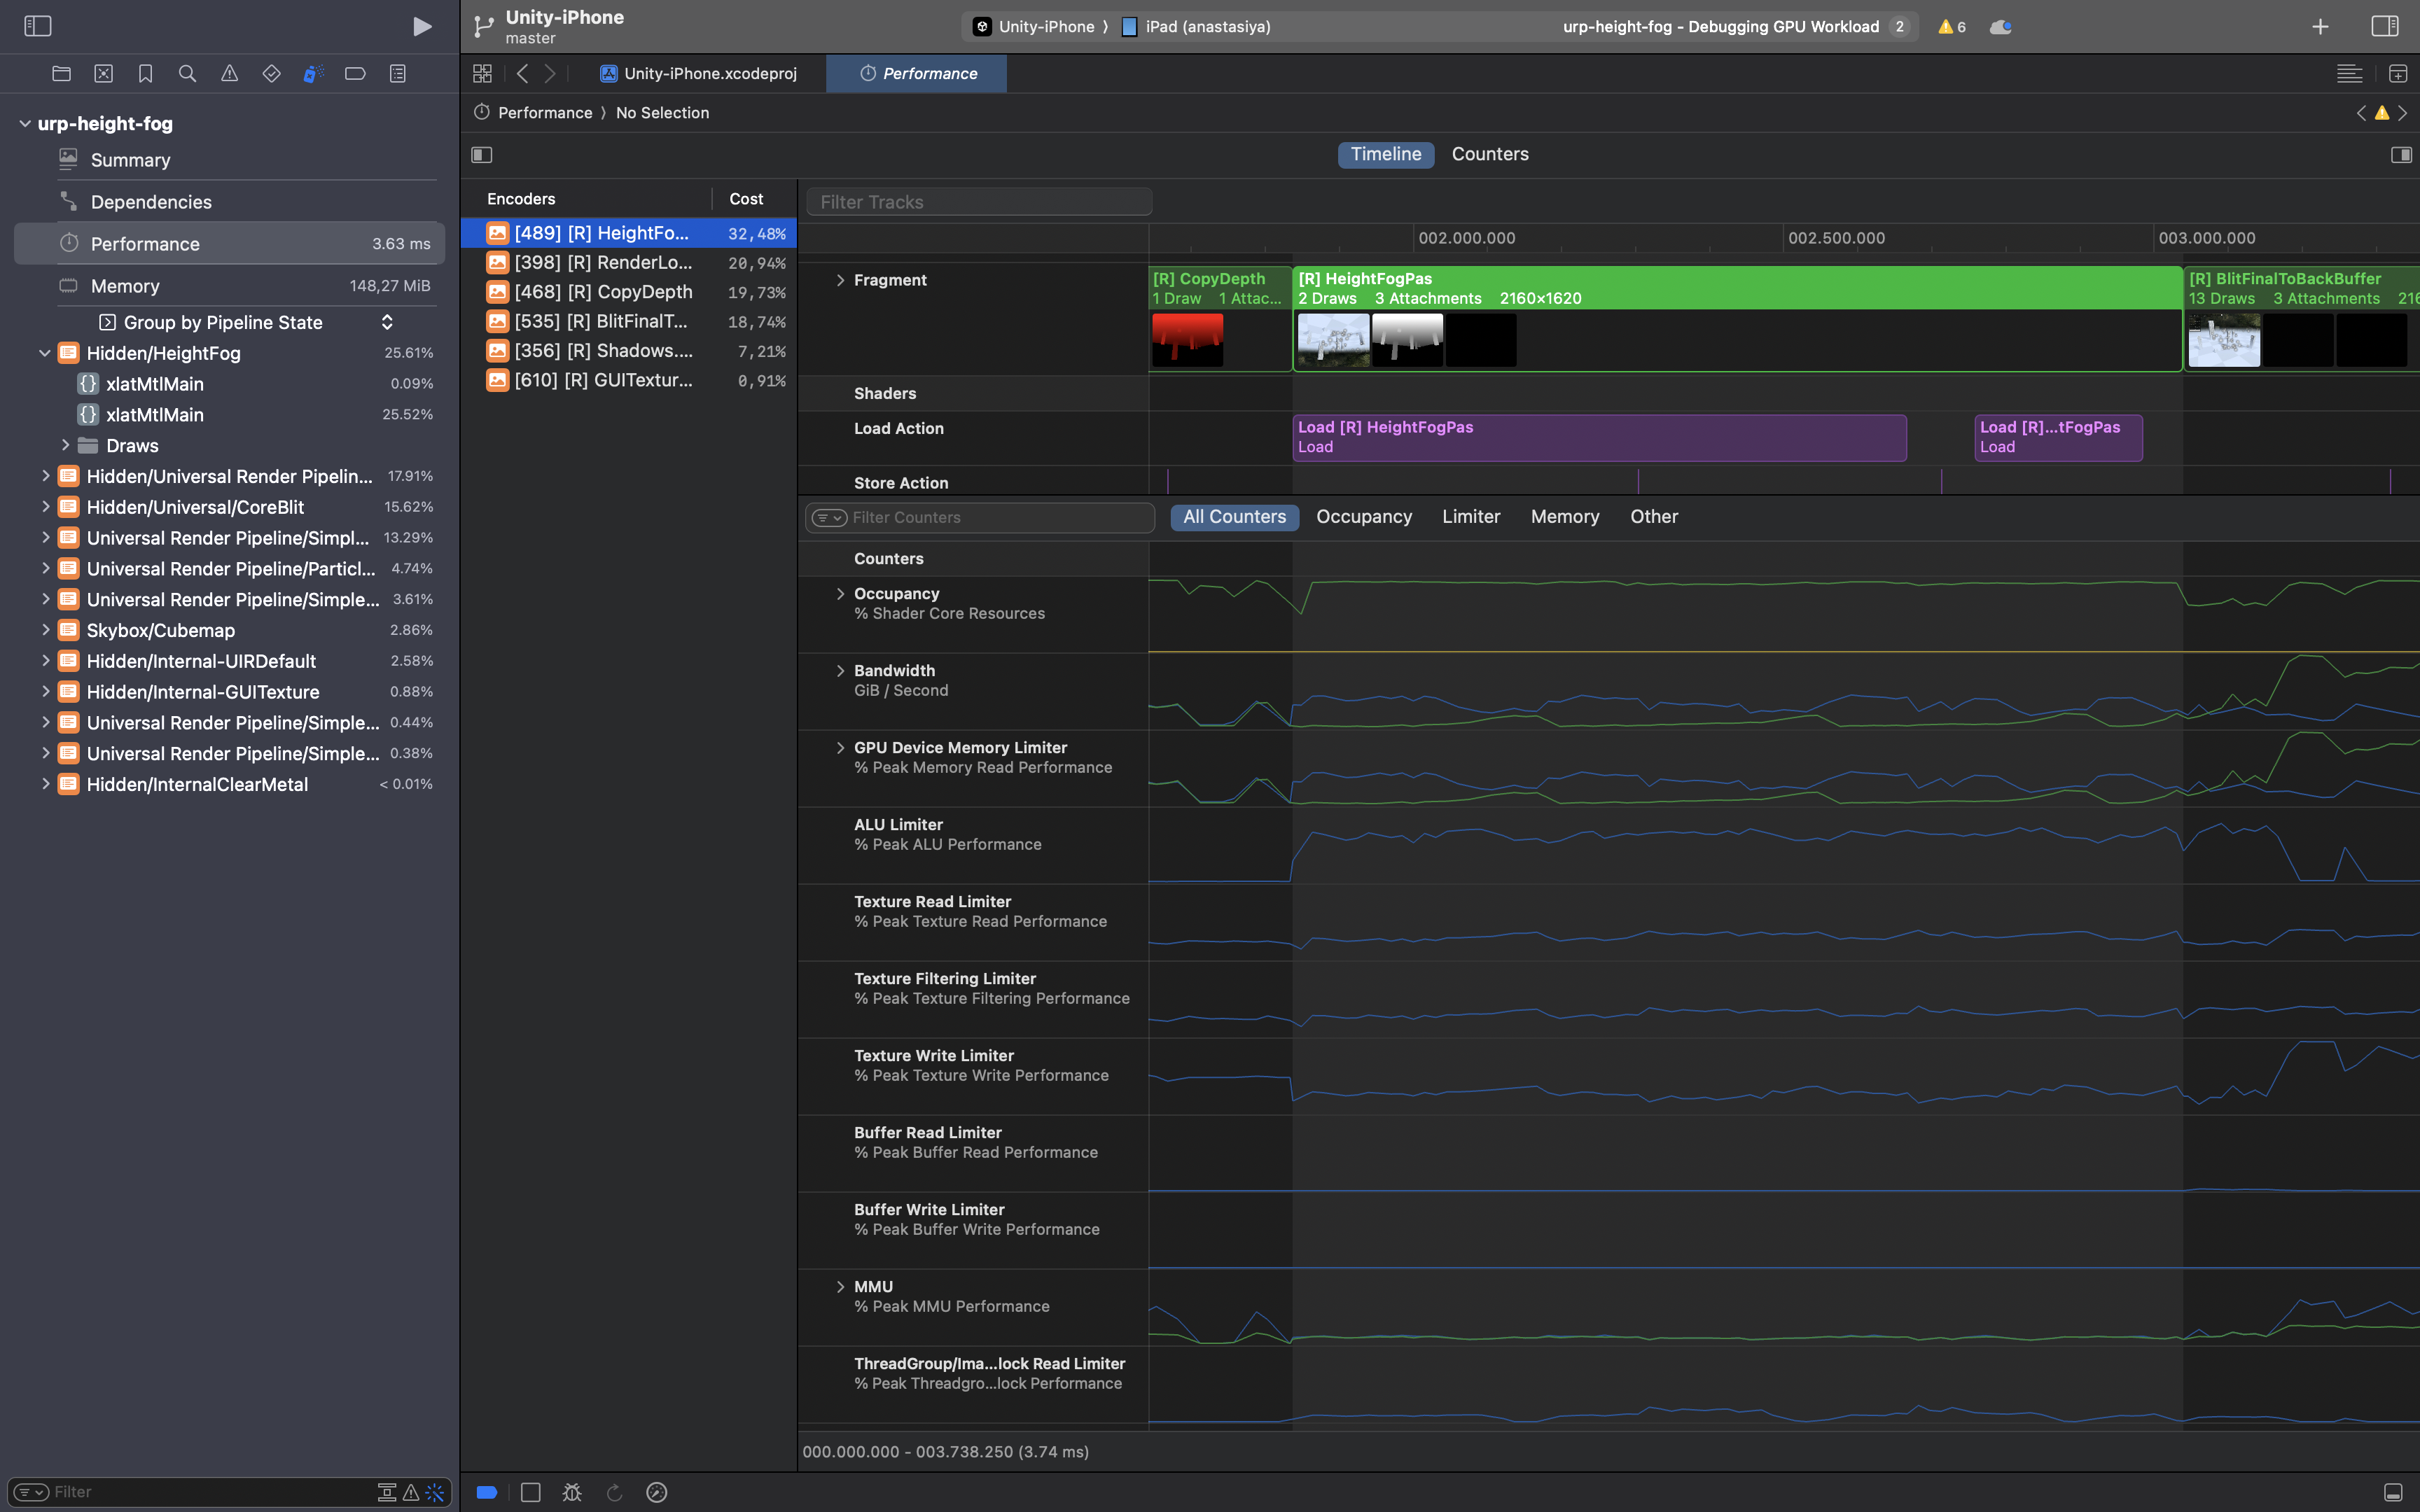 Unity-iPhone
master
Unity-iPhone 〉 iPad (anastasiya)
urp-height-fog - Debugging GPU Workload 2
6
Unity-iPhone.xcodeproj
Performance
Performance 〉 No Selection
urp-height-fog
Summary
Dependencies
Performance 3.63 ms
Memory 148,27 MiB
Group by Pipeline State
Hidden/HeightFog 25.61%
{} xlatMtlMain 0.09%
{} xlatMtlMain 25.52%
Draws
Hidden/Universal Render Pipelin... 17.91%
Hidden/Universal/CoreBlit 15.62%
Universal Render Pipeline/Simpl... 13.29%
Universal Render Pipeline/Particl... 4.74%
Universal Render Pipeline/Simple... 3.61%
Skybox/Cubemap 2.86%
Hidden/Internal-UIRDefault 2.58%
Hidden/Internal-GUITexture 0.88%
Universal Render Pipeline/Simple... 0.44%
Universal Render Pipeline/Simple... 0.38%
Hidden/InternalClearMetal < 0.01%
Filter
Timeline Counters
Encoders Cost
[489] [R] HeightFo... 32,48%
[398] [R] RenderLo... 20,94%
[468] [R] CopyDepth 19,73%
[535] [R] BlitFinalT... 18,74%
[356] [R] Shadows.... 7,21%
[610] [R] GUITextur... 0,91%
Filter Tracks
002.000.000 002.500.000 003.000.000
Fragment
[R] CopyDepth
1 Draw 1 Attac...
[R] HeightFogPas
2 Draws 3 Attachments 2160×1620
[R] BlitFinalToBackBuffer
13 Draws 3 Attachments 216
Shaders
Load Action
Load [R] HeightFogPas
Load
Load [R]...tFogPas
Load
Store Action
Filter Counters
All Counters Occupancy Limiter Memory Other
Counters
Occupancy
% Shader Core Resources
Bandwidth
GiB / Second
GPU Device Memory Limiter
% Peak Memory Read Performance
ALU Limiter
% Peak ALU Performance
Texture Read Limiter
% Peak Texture Read Performance
Texture Filtering Limiter
% Peak Texture Filtering Performance
Texture Write Limiter
% Peak Texture Write Performance
Buffer Read Limiter
% Peak Buffer Read Performance
Buffer Write Limiter
% Peak Buffer Write Performance
MMU
% Peak MMU Performance
ThreadGroup/Ima...lock Read Limiter
% Peak Threadgro...lock Performance
000.000.000 - 003.738.250 (3.74 ms)